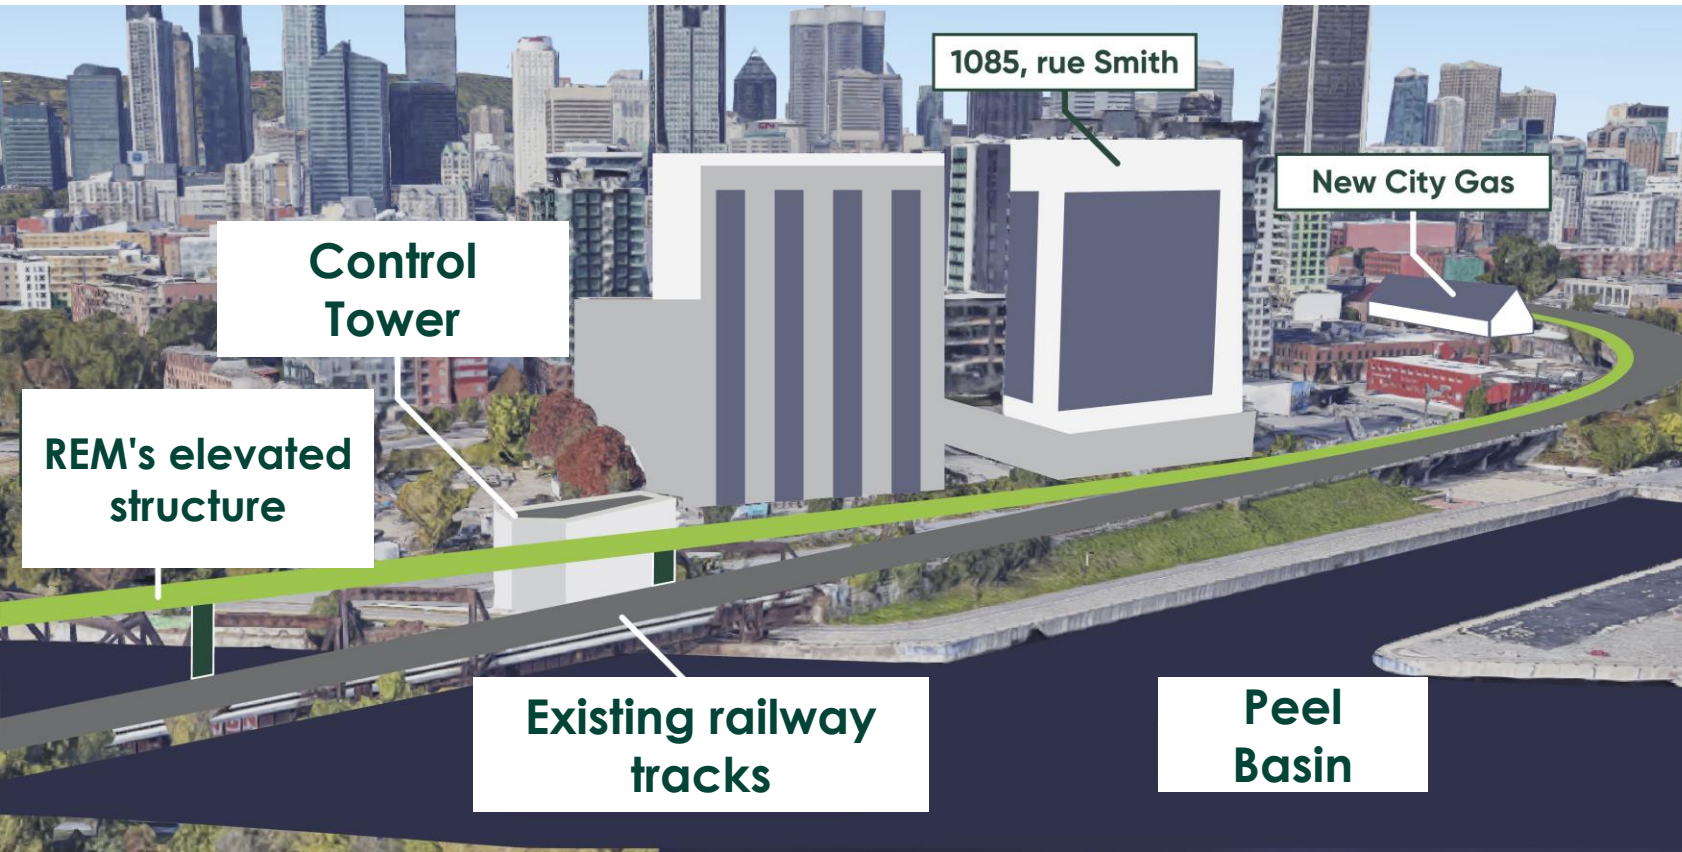 1085, rue Smith
New City Gas
Control
Tower
REM's elevated
structure
Existing railway
tracks
Peel
Basin